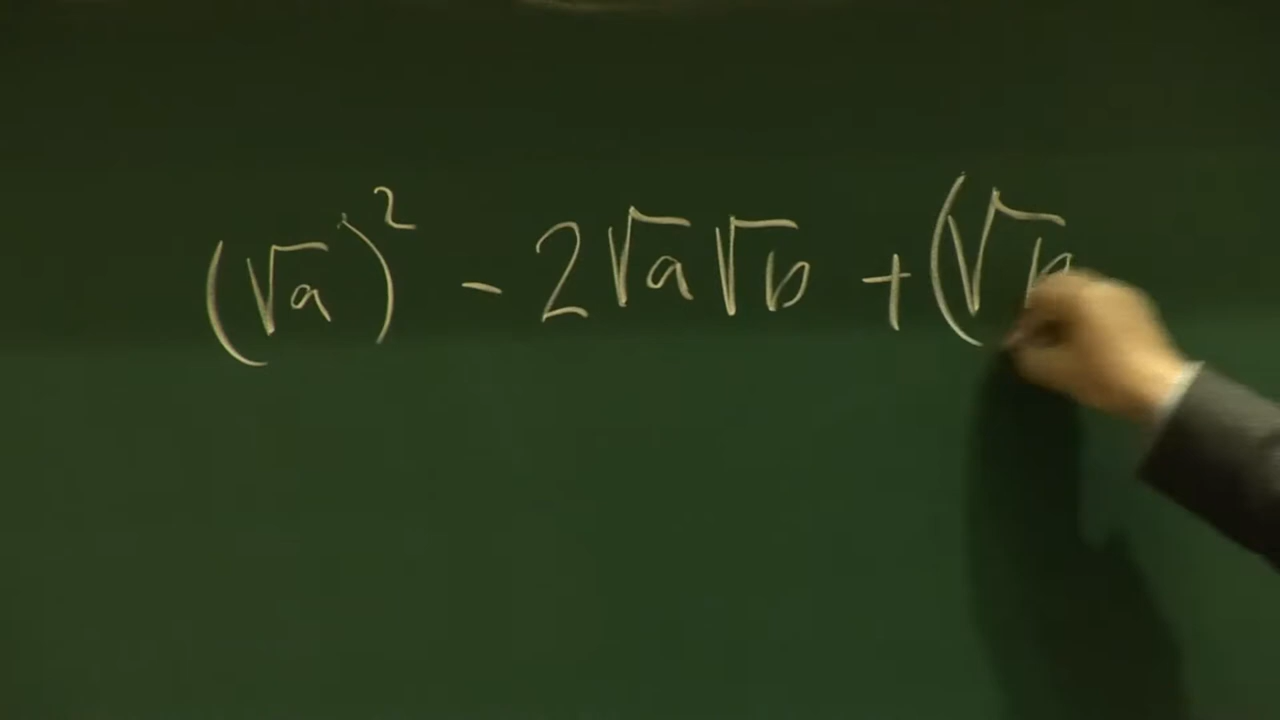 (√a)² - 2√a√b + (√b